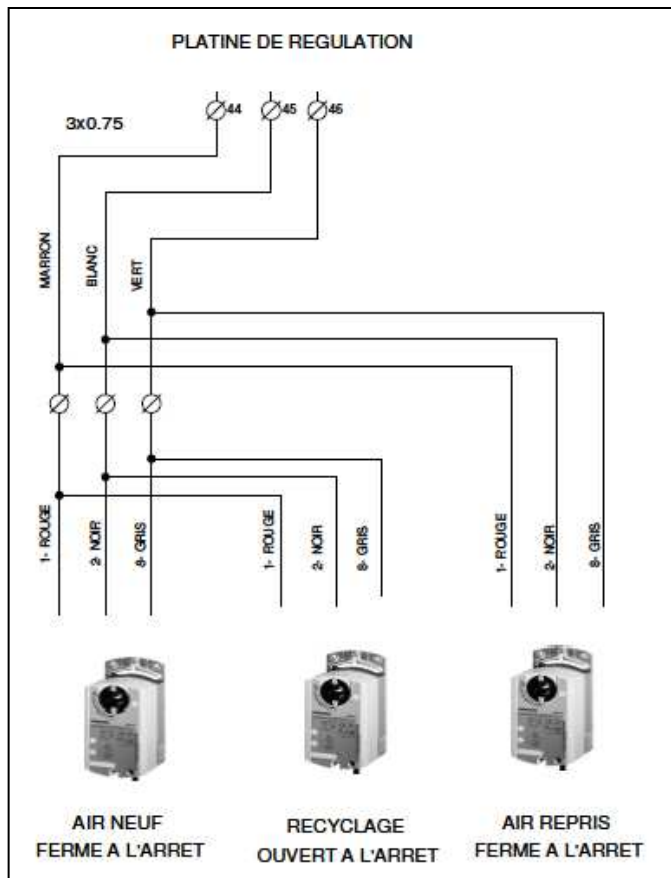 PLATINE DE REGULATION
44 45 46
3x0.75
MARRON
BLANC
VERT
1- ROUGE
2- NOIR
8- GRIS
1- ROUGE
2- NOIR
8- GRIS
1- ROUGE
2- NOIR
8- GRIS
AIR NEUF
FERME A L'ARRET
RECYCLAGE
OUVERT A L'ARRET
AIR REPRIS
FERME A L'ARRET